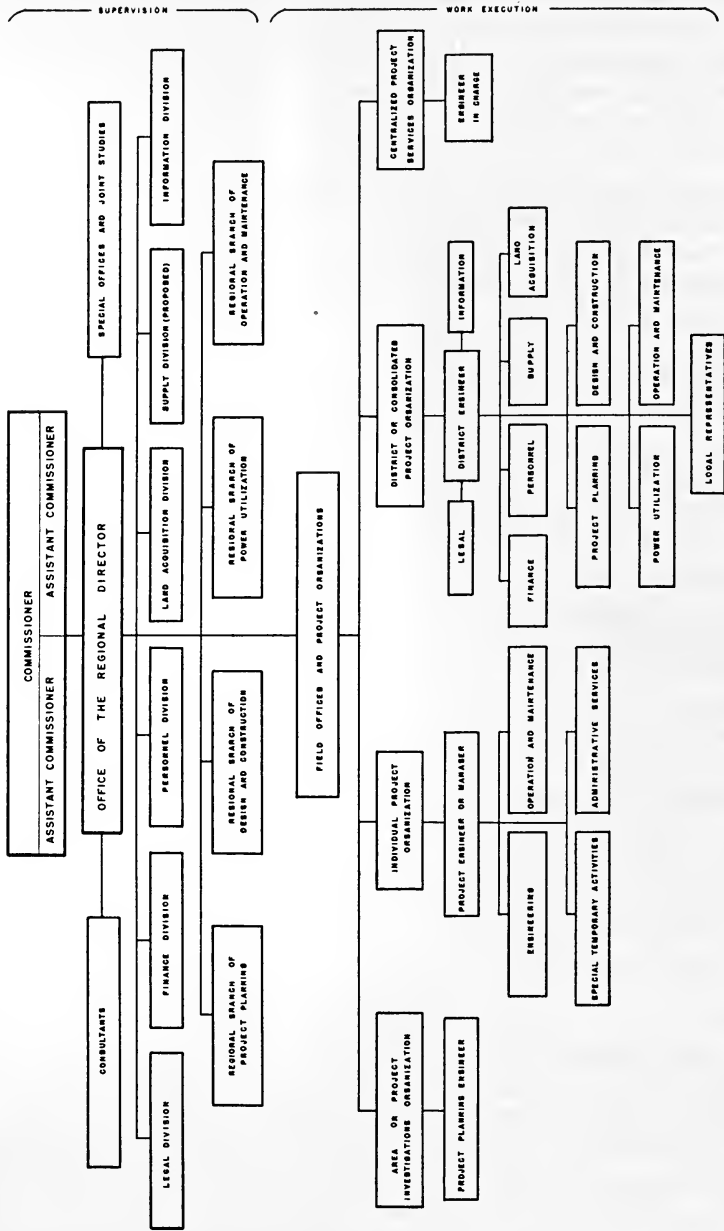 SUPERVISION
COMMISSIONER
ASSISTANT COMMISSIONER
ASSISTANT COMMISSIONER
CONSULTANTS
OFFICE OF THE REGIONAL DIRECTOR
SPECIAL OFFICES AND JOINT STUDIES
LEGAL DIVISION
FINANCE DIVISION
PERSONNEL DIVISION
LAND ACQUISITION DIVISION
SUPPLY DIVISION (PROPOSED)
INFORMATION DIVISION
REGIONAL BRANCH OF
PROJECT PLANNING
REGIONAL BRANCH OF
DESIGN AND CONSTRUCTION
REGIONAL BRANCH OF
POWER UTILIZATION
REGIONAL BRANCH OF
OPERATION AND MAINTENANCE
WORK EXECUTION
FIELD OFFICES AND PROJECT ORGANIZATIONS
AREA OR PROJECT
INVESTIGATIONS ORGANIZATION
INDIVIDUAL PROJECT
ORGANIZATION
DISTRICT OR CONSOLIDATED
PROJECT ORGANIZATION
CENTRALIZED PROJECT
SERVICES ORGANIZATION
PROJECT PLANNING ENGINEER
PROJECT ENGINEER OR MANAGER
LEGAL
DISTRICT ENGINEER
INFORMATION
ENGINEER
IN CHARGE
ENGINEERING
OPERATION AND MAINTENANCE
FINANCE
PERSONNEL
SUPPLY
LAND
ACQUISITION
SPECIAL TEMPORARY ACTIVITIES
ADMINISTRATIVE SERVICES
PROJECT PLANNING
DESIGN AND CONSTRUCTION
POWER UTILIZATION
OPERATION AND MAINTENANCE
LOCAL REPRESENTATIVES